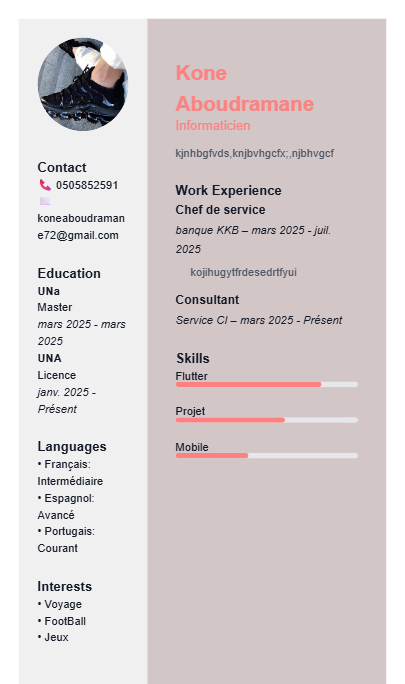 Contact
0505852591
koneaboudraman
e72@gmail.com
Education
UNa
Master
mars 2025 - mars
2025
UNA
Licence
janv. 2025 -
Présent
Languages
• Français:
Intermédiaire
• Espagnol:
Avancé
• Portugais:
Courant
Interests
• Voyage
• FootBall
• Jeux
Kone
Aboudramane
Informaticien
kjnhbgfvds,knjbvhgcfx;,njbhvgcf
Work Experience
Chef de service
banque KKB – mars 2025 - juil.
2025
kojihugytfrdesedrtfyui
Consultant
Service CI – mars 2025 - Présent
Skills
Flutter
Projet
Mobile